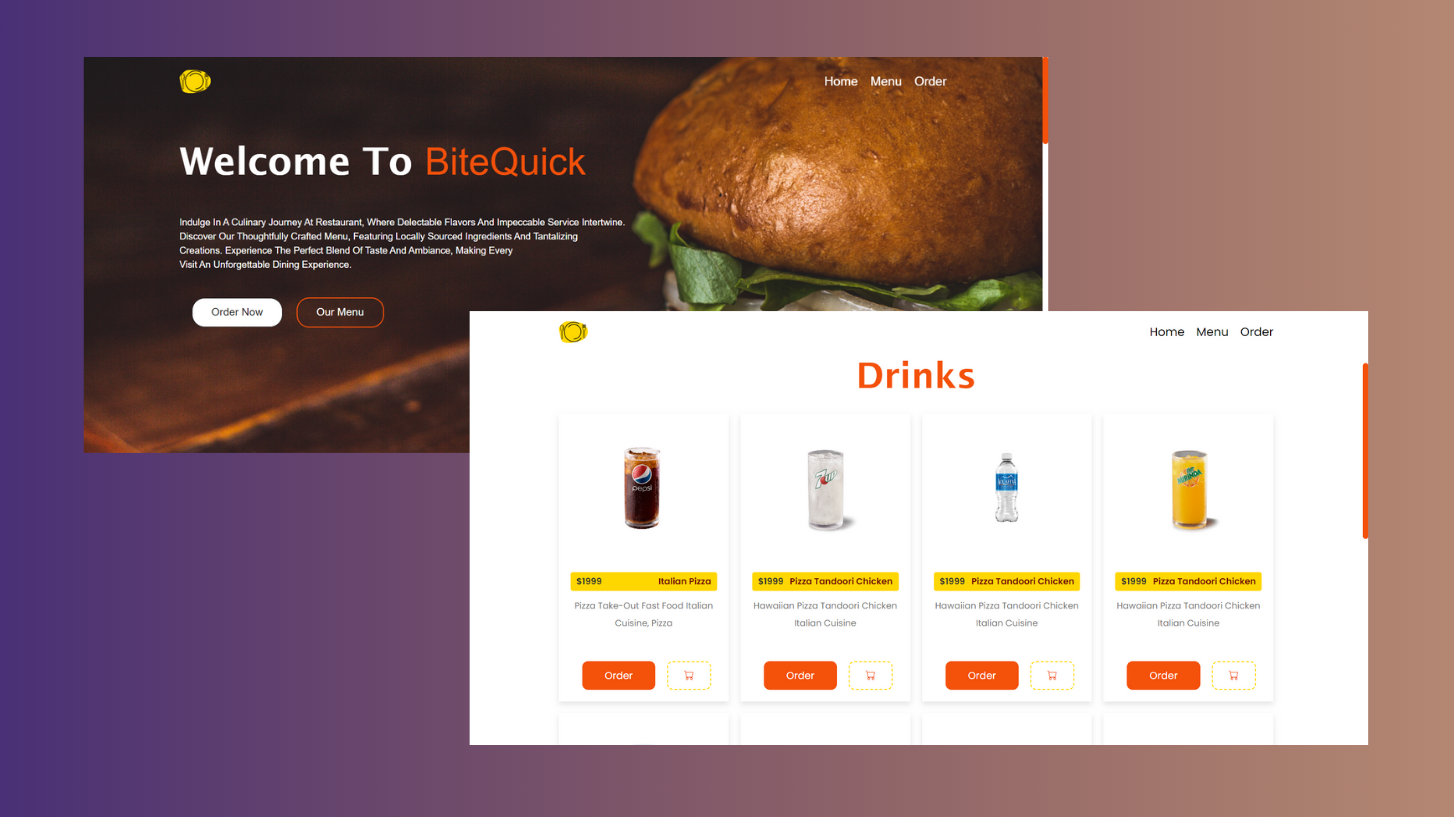 Home Menu Order
Welcome To BiteQuick
Indulge In A Culinary Journey At Restaurant, Where Delectable Flavors And Impeccable Service Intertwine.
Discover Our Thoughtfully Crafted Menu, Featuring Locally Sourced Ingredients And Tantalizing
Creations. Experience The Perfect Blend Of Taste And Ambiance, Making Every
Visit An Unforgettable Dining Experience.
Order Now Our Menu
Home Menu Order
Drinks
pepsi
7up
$1999 Italian Pizza
Pizza Take-Out Fast Food Italian
Cuisine, Pizza
Order
$1999 Pizza Tandoori Chicken
Hawaiian Pizza Tandoori Chicken
Italian Cuisine
Order
$1999 Pizza Tandoori Chicken
Hawaiian Pizza Tandoori Chicken
Italian Cuisine
Order
MIRINDA
$1999 Pizza Tandoori Chicken
Hawaiian Pizza Tandoori Chicken
Italian Cuisine
Order